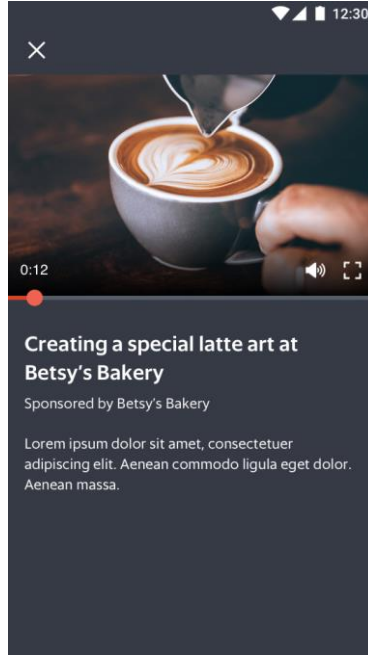 12:30
0:12
Creating a special latte art at
Betsy's Bakery
Sponsored by Betsy's Bakery
Lorem ipsum dolor sit amet, consectetuer
adipiscing elit. Aenean commodo ligula eget dolor.
Aenean massa.